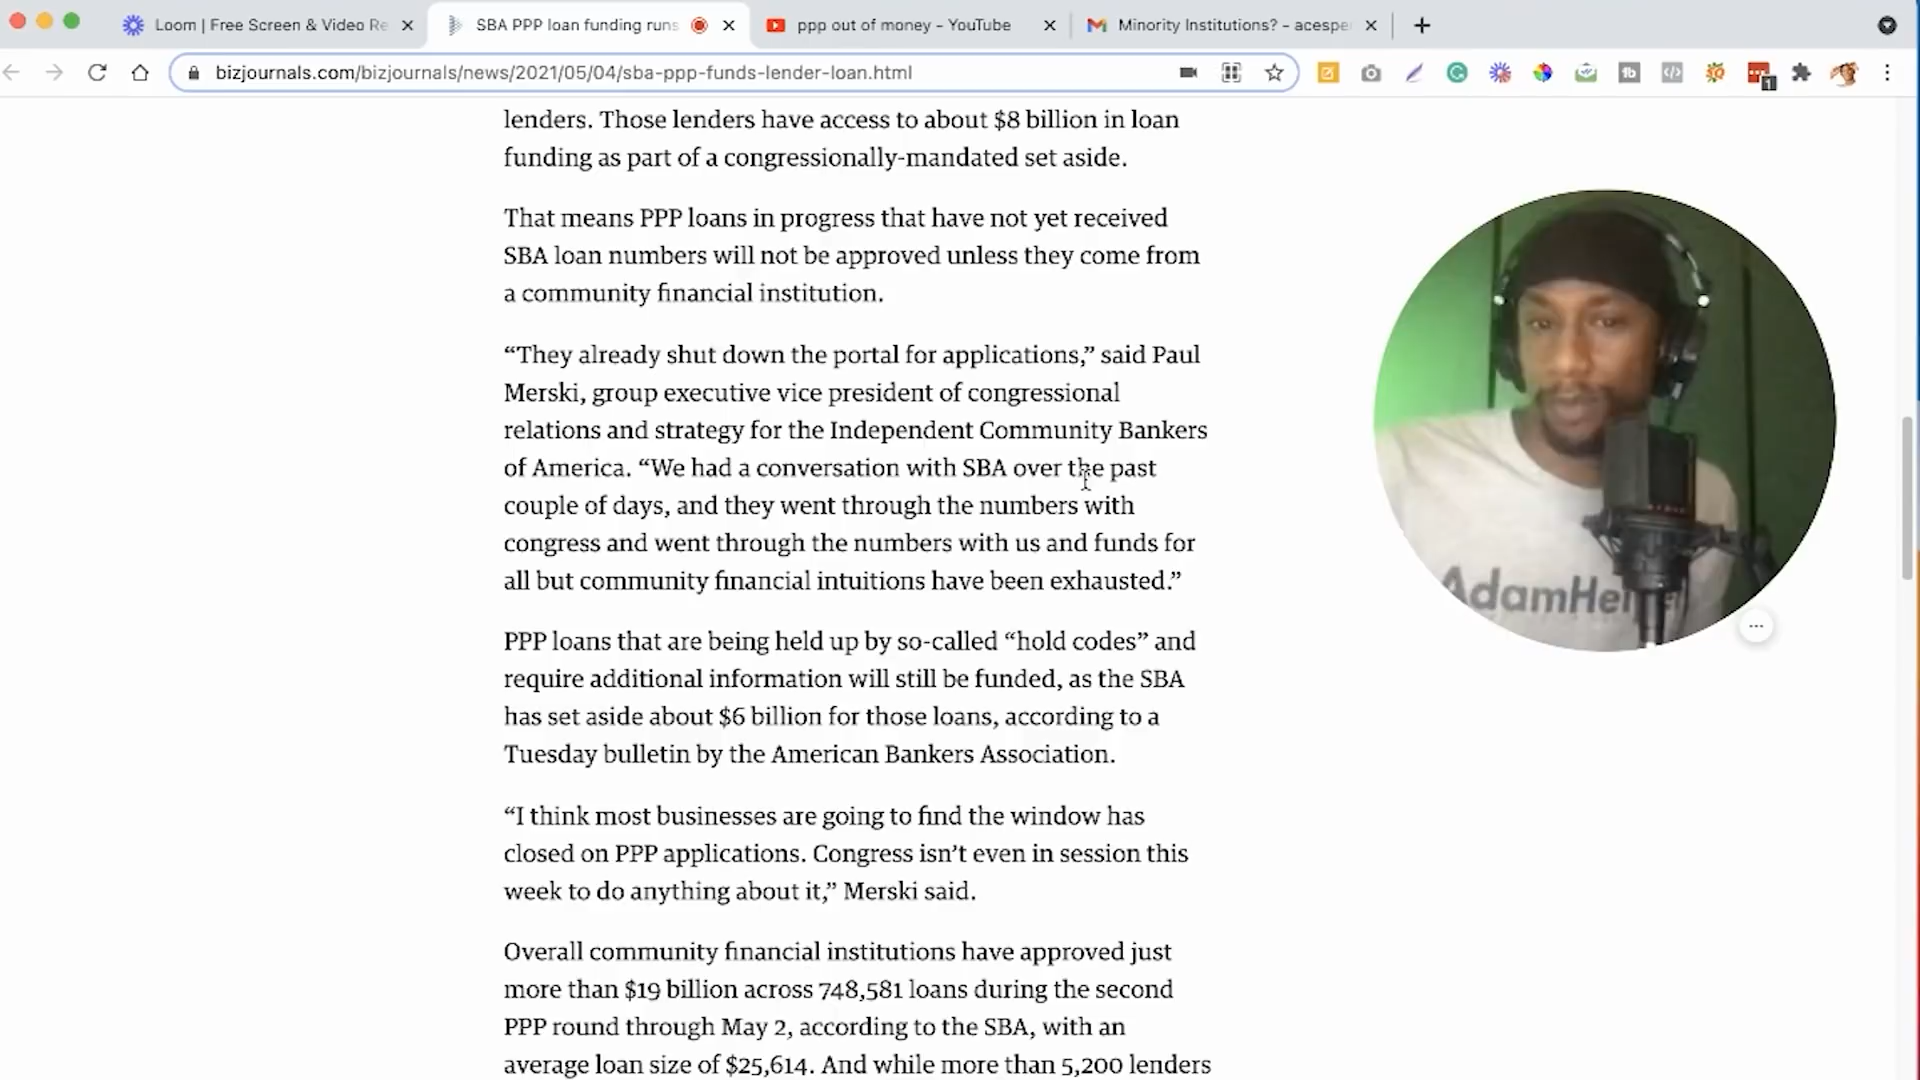 Loom | Free Screen & Video Re
SBA PPP loan funding runs
ppp out of money - YouTube
Minority Institutions? - acespe
bizjournals.com/bizjournals/news/2021/05/04/sba-ppp-funds-lender-loan.html
1
lenders. Those lenders have access to about $8 billion in loan
funding as part of a congressionally-mandated set aside.
That means PPP loans in progress that have not yet received
SBA loan numbers will not be approved unless they come from
a community financial institution.
“They already shut down the portal for applications,” said Paul
Merski, group executive vice president of congressional
relations and strategy for the Independent Community Bankers
of America. “We had a conversation with SBA over the past
couple of days, and they went through the numbers with
congress and went through the numbers with us and funds for
all but community financial intuitions have been exhausted.”
PPP loans that are being held up by so-called “hold codes” and
require additional information will still be funded, as the SBA
has set aside about $6 billion for those loans, according to a
Tuesday bulletin by the American Bankers Association.
“I think most businesses are going to find the window has
closed on PPP applications. Congress isn’t even in session this
week to do anything about it,” Merski said.
Overall community financial institutions have approved just
more than $19 billion across 748,581 loans during the second
PPP round through May 2, according to the SBA, with an
average loan size of $25,614. And while more than 5,200 lenders